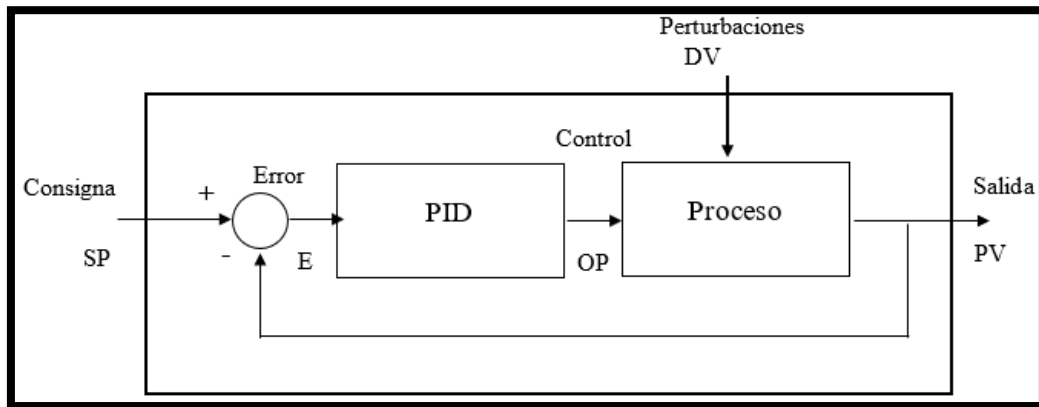 Perturbaciones
DV
Control
Consigna
+
Error
PID
Proceso
Salida
SP
-
E
OP
PV